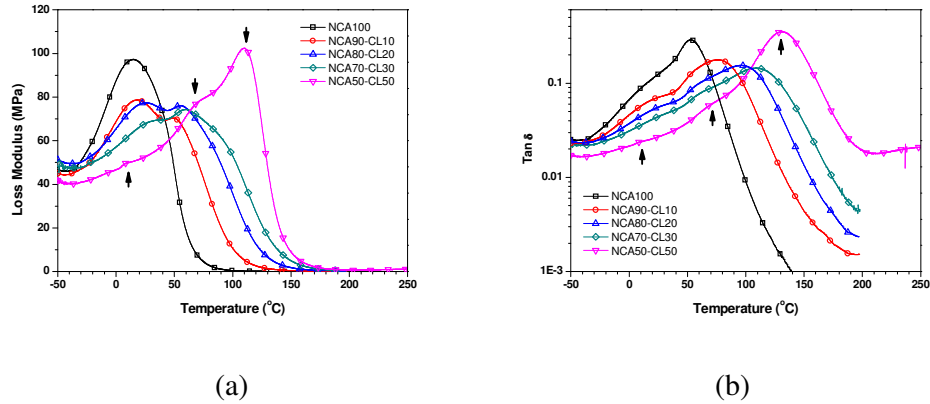 120
100
80
60
40
20
0
Loss Modulus (MPa)
NCA100
NCA90-CL10
NCA80-CL20
NCA70-CL30
NCA50-CL50
-50 0 50 100 150 200 250
Temperature (°C)
(a)
0.1
0.01
1E-3
Tan δ
NCA100
NCA90-CL10
NCA80-CL20
NCA70-CL30
NCA50-CL50
-50 0 50 100 150 200 250
Temperature (°C)
(b)